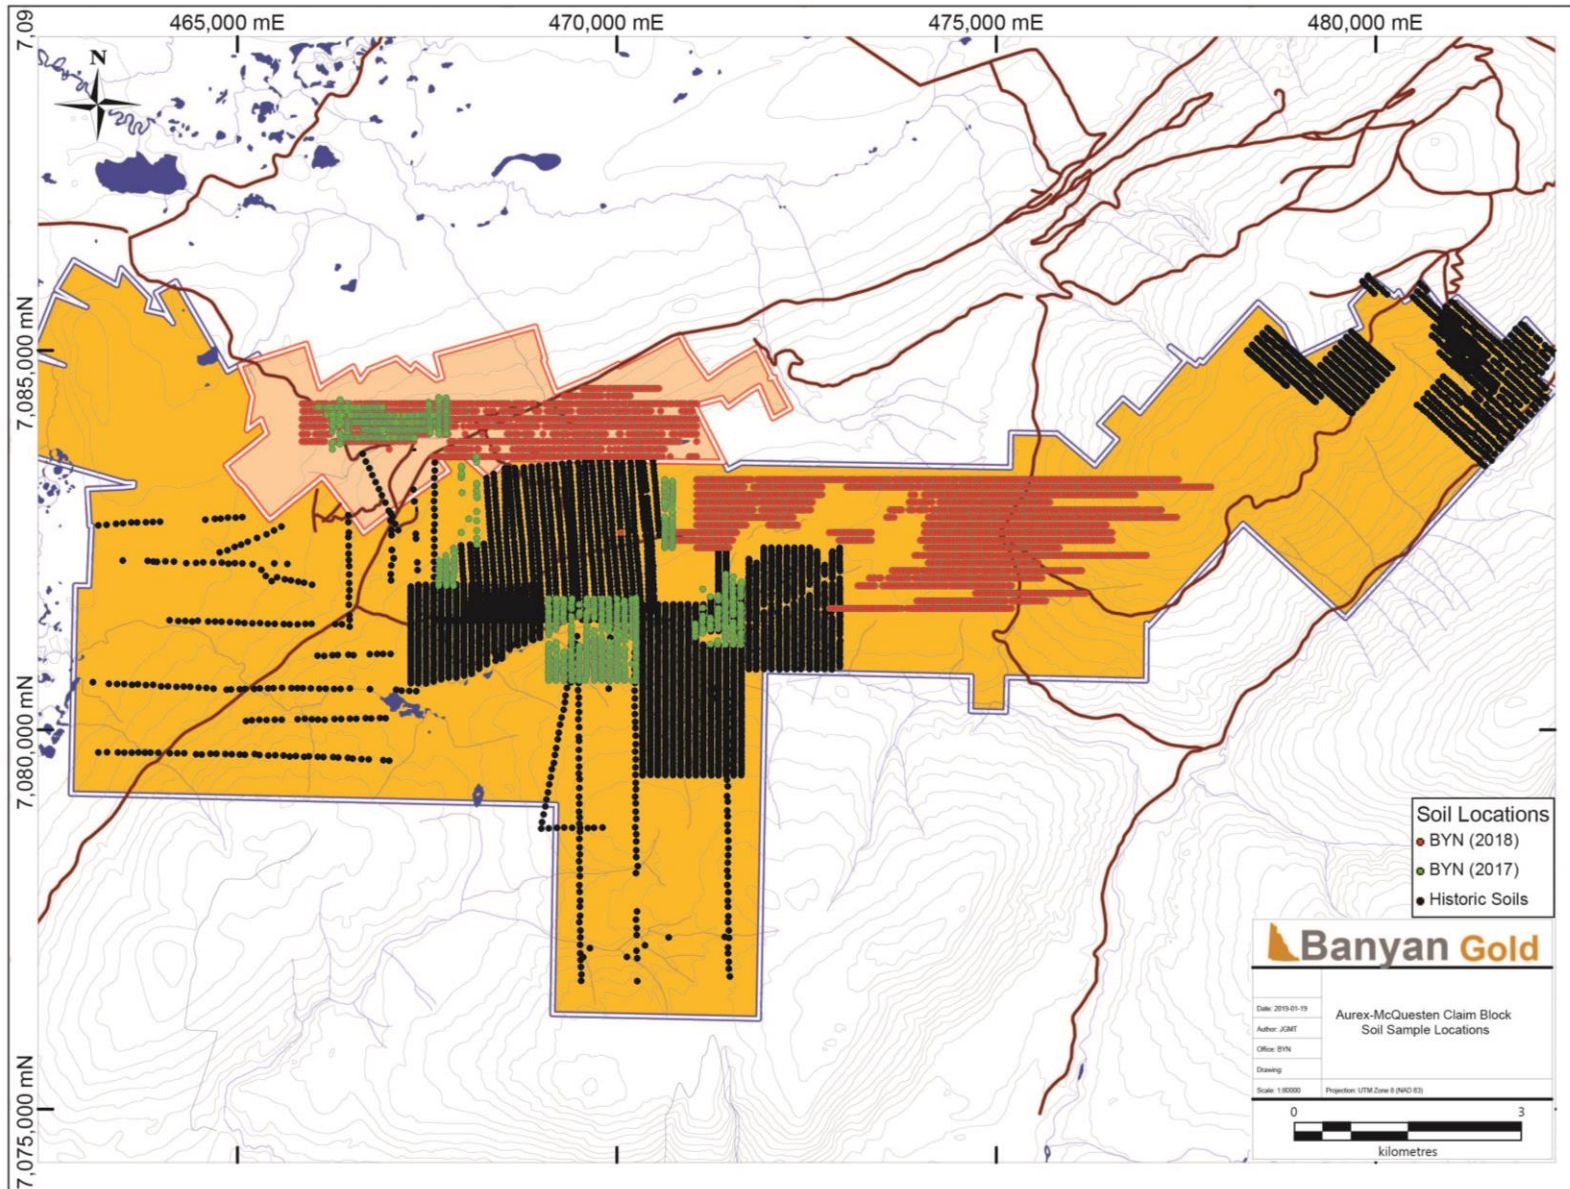 465,000 mE
470,000 mE
475,000 mE
480,000 mE
7,09
N
7,085,000 mN
7,080,000 mN
7,075,000 mN
Soil Locations
BYN (2018)
BYN (2017)
Historic Soils
Banyan Gold
Date: 2019-01-19
Author: JGMT
Office: BYN
Drawing:
Scale: 1:80000
Aurex-McQuesten Claim Block
Soil Sample Locations
Projection: UTM Zone 8 (NAD 83)
0 3
kilometres